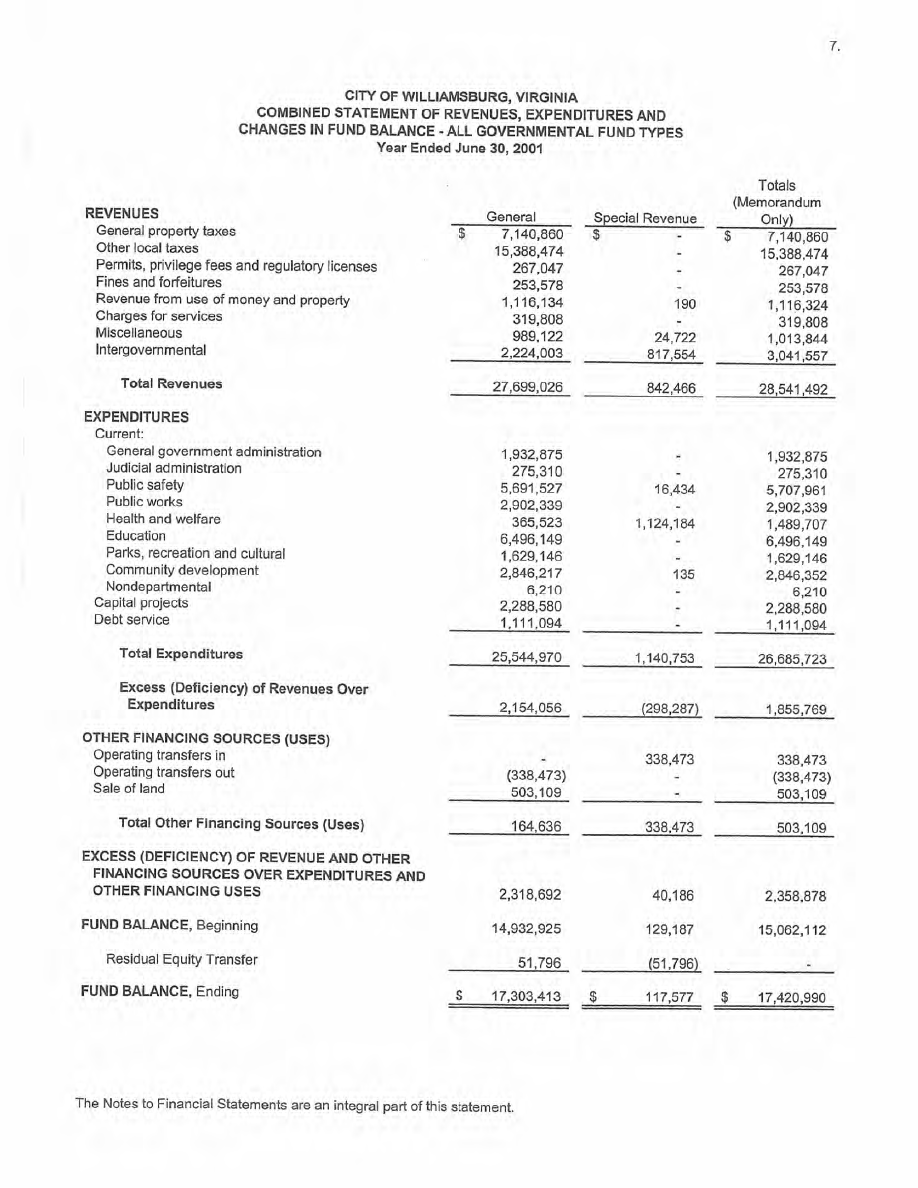 7.
CITY OF WILLIAMSBURG, VIRGINIA
COMBINED STATEMENT OF REVENUES, EXPENDITURES AND
CHANGES IN FUND BALANCE - ALL GOVERNMENTAL FUND TYPES
Year Ended June 30, 2001
Totals
(Memorandum
REVENUES General Special Revenue Only)
General property taxes $ 7,140,860 $ - $ 7,140,860
Other local taxes 15,388,474 - 15,388,474
Permits, privilege fees and regulatory licenses 267,047 - 267,047
Fines and forfeitures 253,578 - 253,578
Revenue from use of money and property 1,116,134 190 1,116,324
Charges for services 319,808 - 319,808
Miscellaneous 989,122 24,722 1,013,844
Intergovernmental 2,224,003 817,554 3,041,557
Total Revenues 27,699,026 842,466 28,541,492
EXPENDITURES
Current:
General government administration 1,932,875 - 1,932,875
Judicial administration 275,310 - 275,310
Public safety 5,691,527 16,434 5,707,961
Public works 2,902,339 - 2,902,339
Health and welfare 365,523 1,124,184 1,489,707
Education 6,496,149 - 6,496,149
Parks, recreation and cultural 1,629,146 - 1,629,146
Community development 2,846,217 135 2,846,352
Nondepartmental 6,210 - 6,210
Capital projects 2,288,580 - 2,288,580
Debt service 1,111,094 - 1,111,094
Total Expenditures 25,544,970 1,140,753 26,685,723
Excess (Deficiency) of Revenues Over
Expenditures 2,154,056 (298,287) 1,855,769
OTHER FINANCING SOURCES (USES)
Operating transfers in - 338,473 338,473
Operating transfers out (338,473) - (338,473)
Sale of land 503,109 - 503,109
Total Other Financing Sources (Uses) 164,636 338,473 503,109
EXCESS (DEFICIENCY) OF REVENUE AND OTHER
FINANCING SOURCES OVER EXPENDITURES AND
OTHER FINANCING USES 2,318,692 40,186 2,358,878
FUND BALANCE, Beginning 14,932,925 129,187 15,062,112
Residual Equity Transfer 51,796 (51,796) -
FUND BALANCE, Ending $ 17,303,413 $ 117,577 $ 17,420,990
The Notes to Financial Statements are an integral part of this statement.